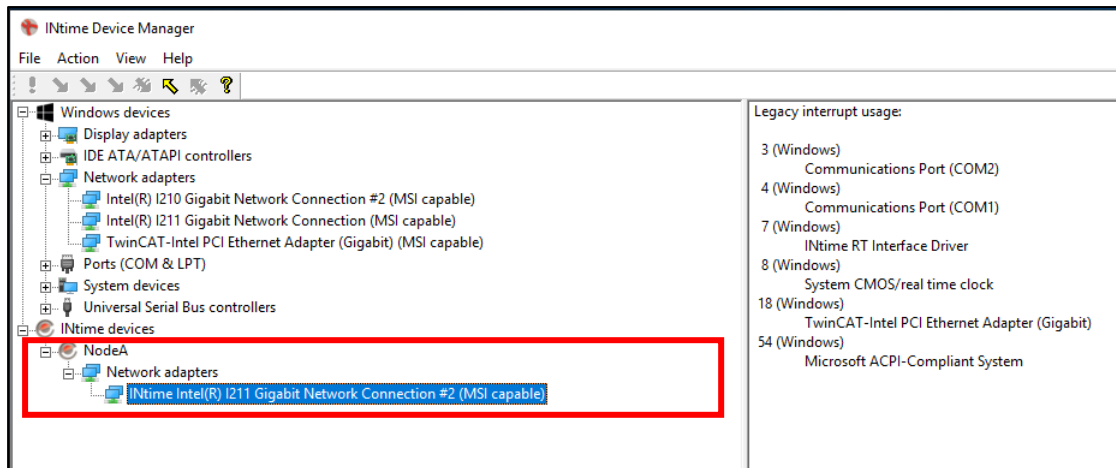 INtime Device Manager
File Action View Help
Windows devices
Display adapters
IDE ATA/ATAPI controllers
Network adapters
Intel(R) I210 Gigabit Network Connection #2 (MSI capable)
Intel(R) I211 Gigabit Network Connection (MSI capable)
TwinCAT-Intel PCI Ethernet Adapter (Gigabit) (MSI capable)
Ports (COM & LPT)
System devices
Universal Serial Bus controllers
INtime devices
NodeA
Network adapters
INtime Intel(R) I211 Gigabit Network Connection #2 (MSI capable)
Legacy interrupt usage:
3 (Windows)
Communications Port (COM2)
4 (Windows)
Communications Port (COM1)
7 (Windows)
INtime RT Interface Driver
8 (Windows)
System CMOS/real time clock
18 (Windows)
TwinCAT-Intel PCI Ethernet Adapter (Gigabit)
54 (Windows)
Microsoft ACPI-Compliant System